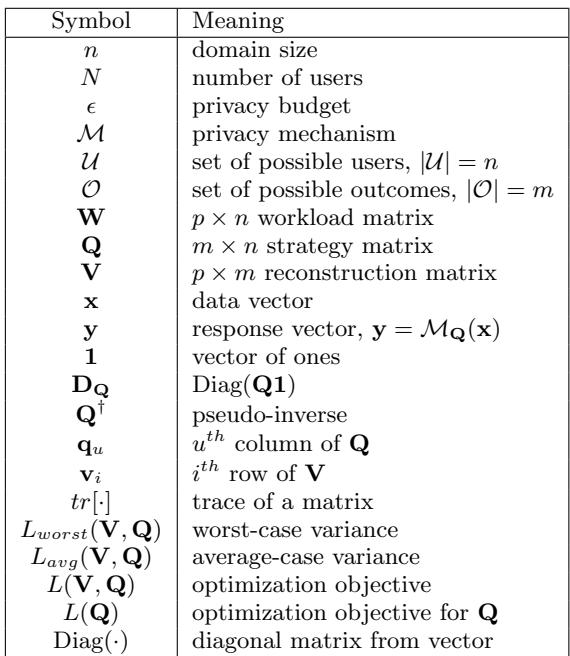 Symbol Meaning
n domain size
N number of users
ϵ privacy budget
ℳ privacy mechanism
𝒰 set of possible users, |𝒰| = n
𝒪 set of possible outcomes, |𝒪| = m
W p × n workload matrix
Q m × n strategy matrix
V p × m reconstruction matrix
x data vector
y response vector, y = ℳ_Q(x)
1 vector of ones
D_Q Diag(Q1)
Q† pseudo-inverse
q_u u^th column of Q
v_i i^th row of V
tr[·] trace of a matrix
L_worst(V, Q) worst-case variance
L_avg(V, Q) average-case variance
L(V, Q) optimization objective
L(Q) optimization objective for Q
Diag(·) diagonal matrix from vector